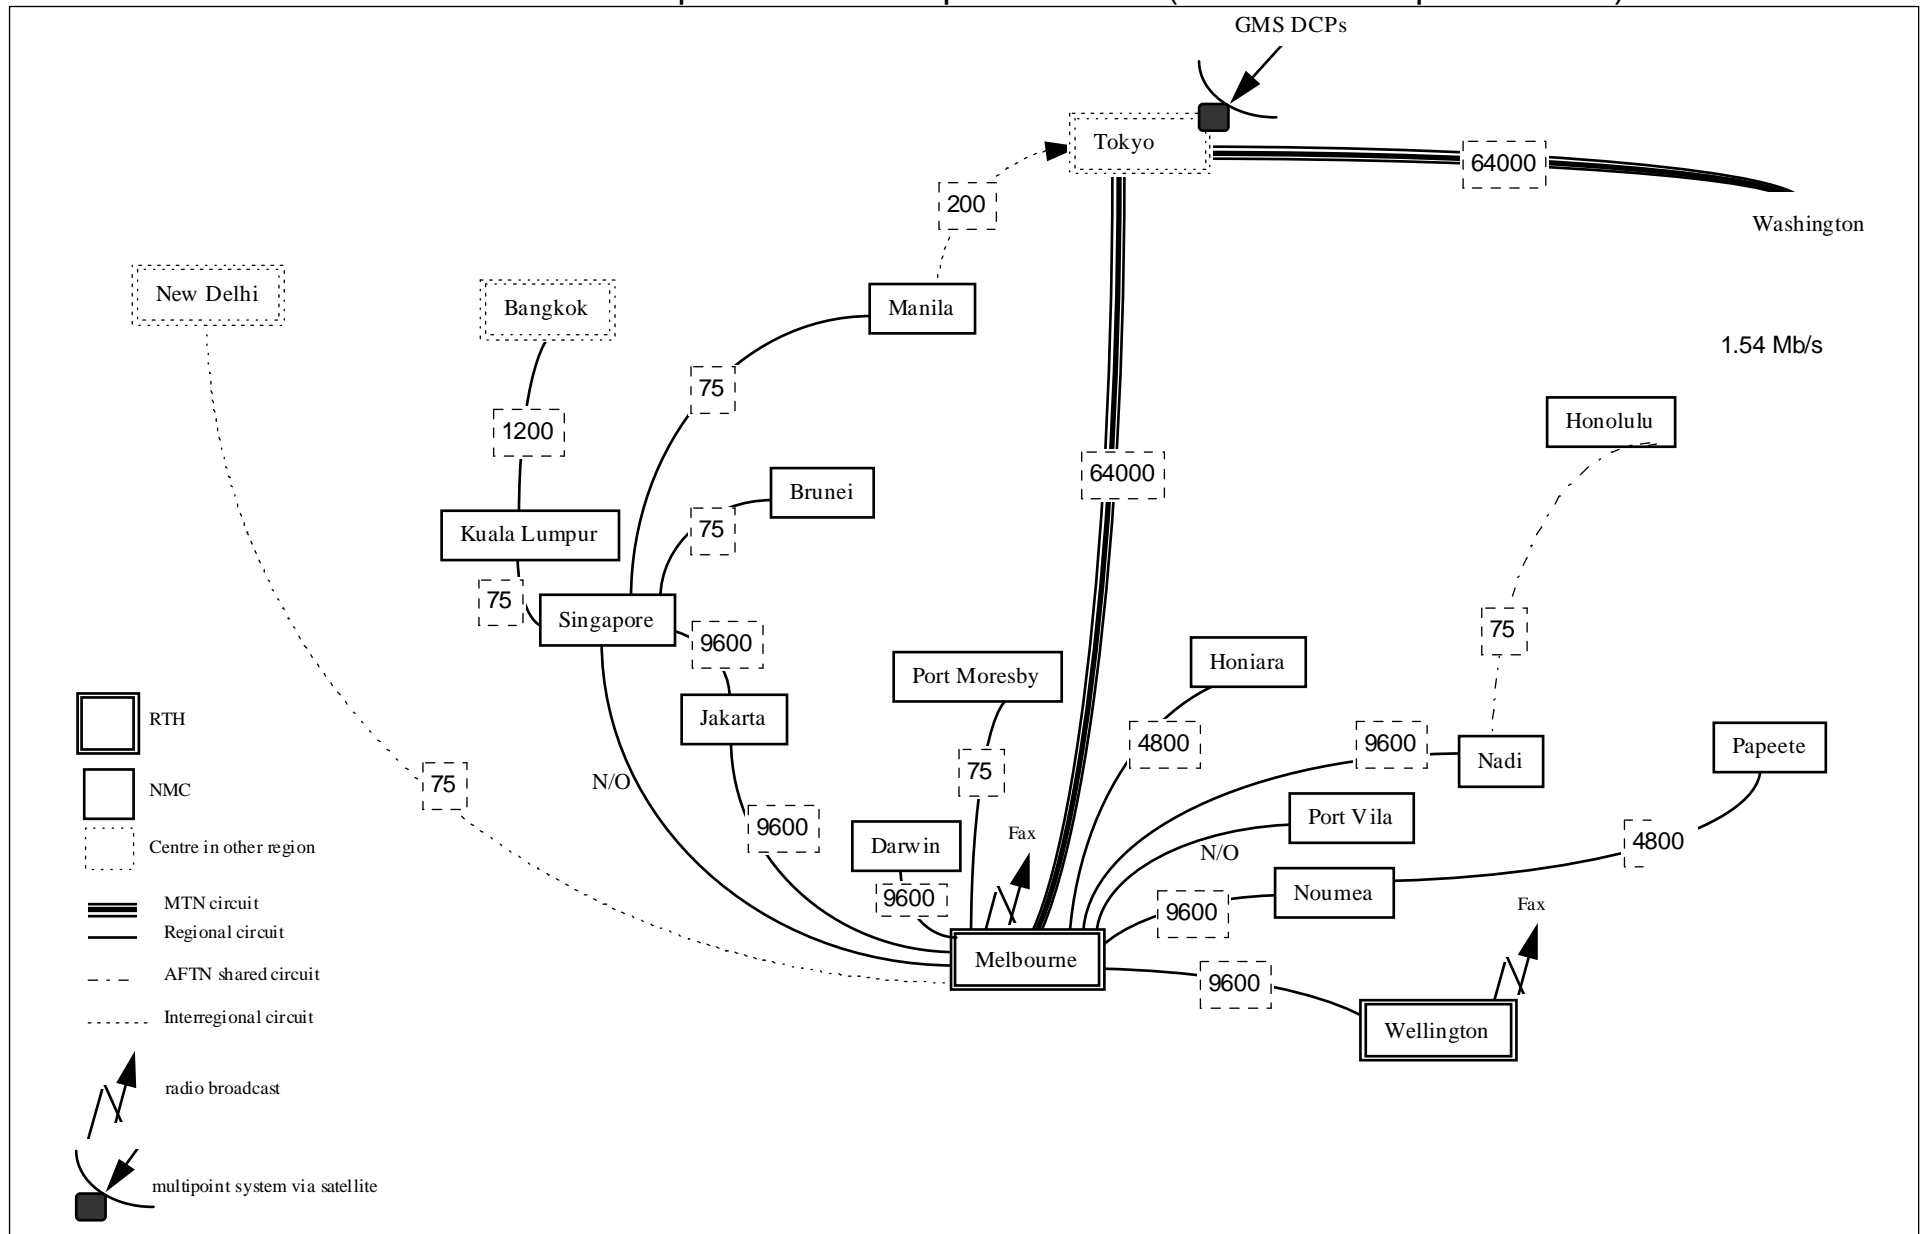 GMS DCPs
Tokyo
64000
200
Washington
New Delhi
Bangkok
Manila
1.54 Mb/s
75
Honolulu
1200
64000
Brunei
75
Kuala Lumpur
75
Singapore
9600
75
Port Moresby
Honiara
RTH
Jakarta
4800
9600
Nadi
Papeete
75
N/O
75
NMC
9600
Darwin
Fax
Port Vila
N/O
4800
Centre in other region
9600
9600
Noumea
Fax
MTN circuit
Regional circuit
Melbourne
9600
AFTN shared circuit
Interregional circuit
Wellington
radio broadcast
multipoint system via satellite